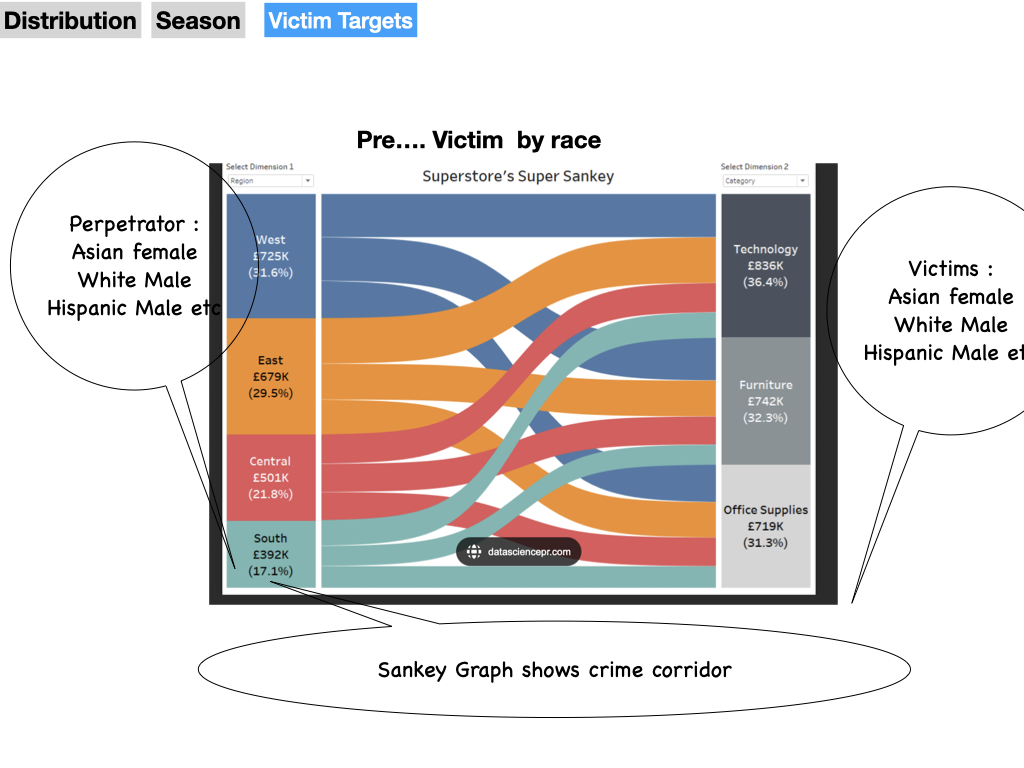 Distribution
Season
Victim Targets
Pre.... Victim  by race
Select Dimension 1
Region
Superstore's Super Sankey
Select Dimension 2
Category
Perpetrator :
Asian female
White Male
Hispanic Male etc
West
£725K
(31.6%)
East
£679K
(29.5%)
Central
£501K
(21.8%)
South
£392K
(17.1%)
Technology
£836K
(36.4%)
Furniture
£742K
(32.3%)
Office Supplies
£719K
(31.3%)
Victims :
Asian female
White Male
Hispanic Male et
datasciencepr.com
Sankey Graph shows crime corridor